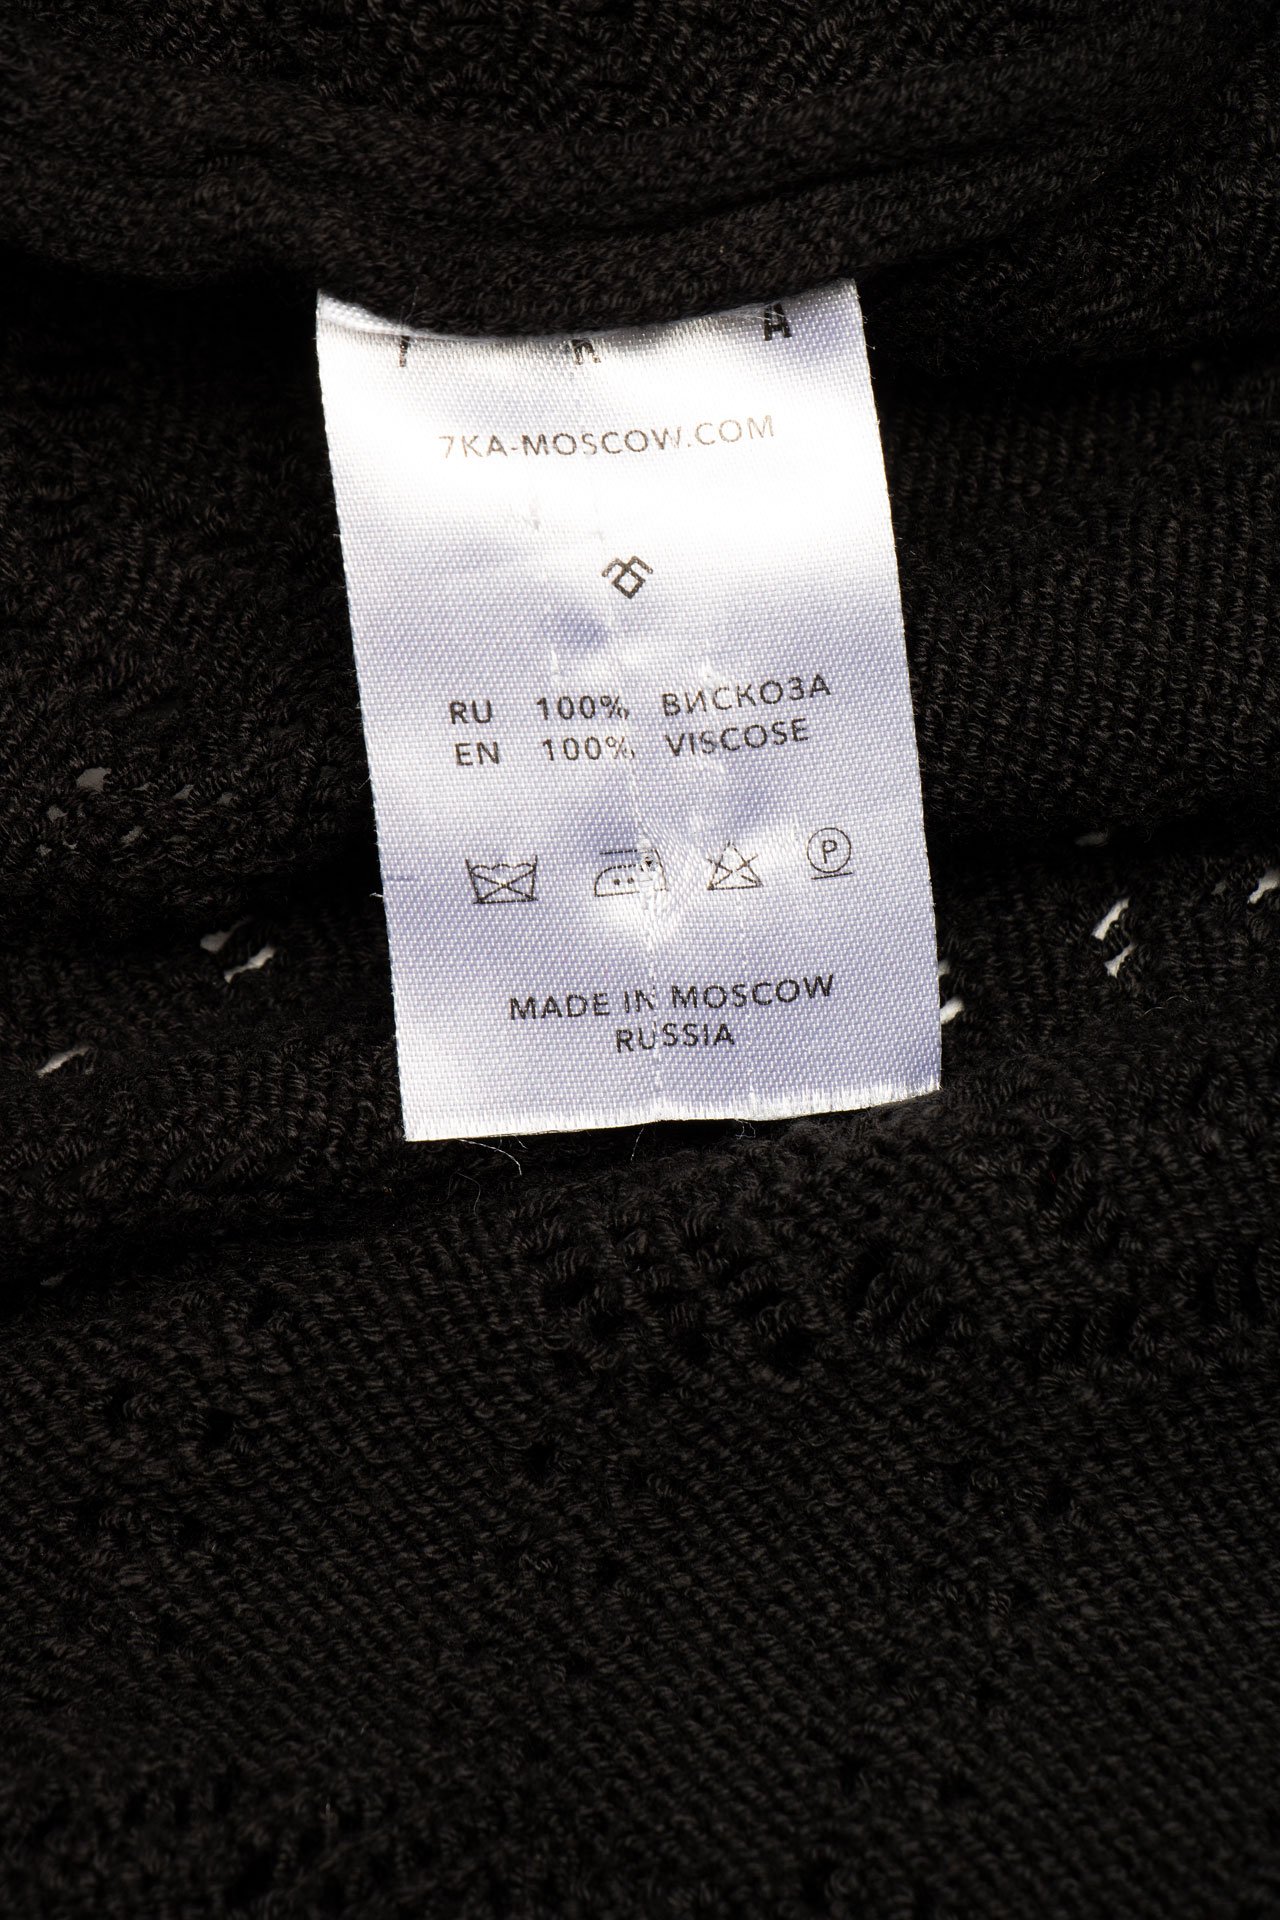 7KA-MOSCOW.COM
RU 100%, ВИСКОЗА
EN 100%, VISCOSE
P
MADE IN MOSCOW
RUSSIA